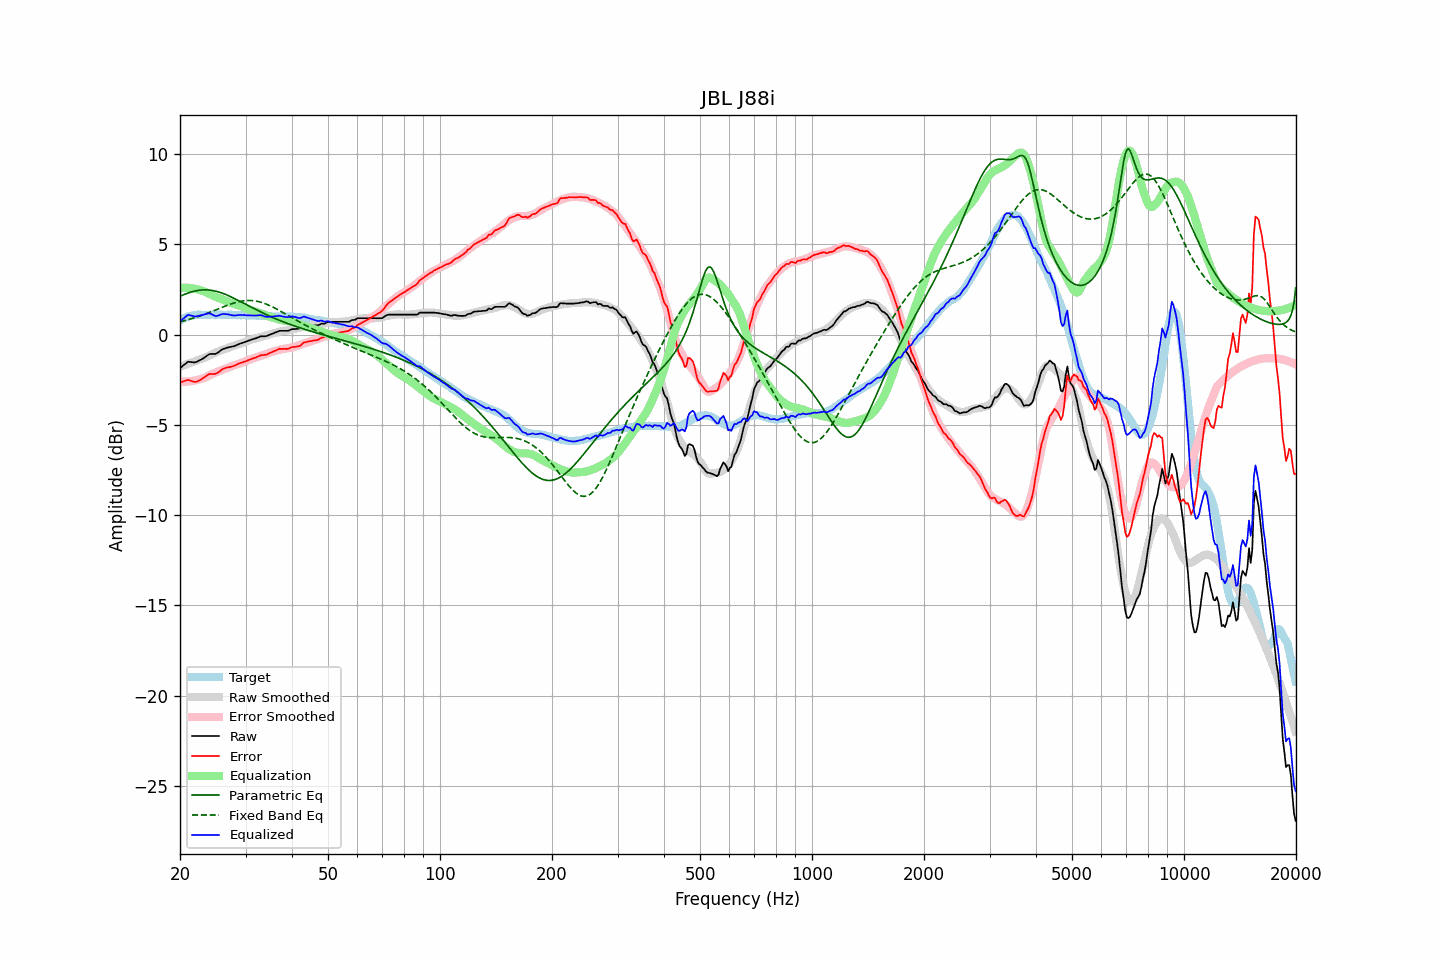 JBL J88i
Amplitude (dBr)
10
5
0
−5
−10
−15
−20
−25
Target
Raw Smoothed
Error Smoothed
Raw
Error
Equalization
Parametric Eq
Fixed Band Eq
Equalized
20 50 100 200 500 1000 2000 5000 10000 20000
Frequency (Hz)